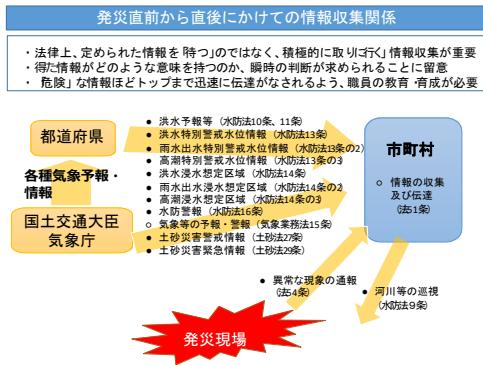 発災直前から直後にかけての情報収集関係
・法律上、定められた情報を「待つ」のではなく、積極的に「取りに行く」情報収集が重要
・得た情報がどのような意味を持つのか、瞬時の判断が求められることに留意
・「危険」な情報ほどトップまで迅速に伝達がなされるよう、職員の教育・育成が必要
都道府県
各種気象予報・
情報
国土交通大臣
気象庁
● 洪水予報等（水防法10条、11条）
● 洪水特別警戒水位情報（水防法13条）
● 雨水出水特別警戒水位情報（水防法13条の2）
● 高潮特別警戒水位情報（水防法13条の3）
● 洪水浸水想定区域（水防法14条）
● 雨水出水浸水想定区域（水防法14条の2）
● 高潮浸水想定区域（水防法14条の3）
● 水防警報（水防法16条）
○ 気象等の予報・警報（気象業務法15条）
● 土砂災害警戒情報（土砂法27条）
● 土砂災害緊急情報（土砂法29条）
市町村
○ 情報の収集
及び伝達
（法51条）
● 異常な現象の通報
（法54条）
● 河川等の巡視
（水防法9条）
発災現場